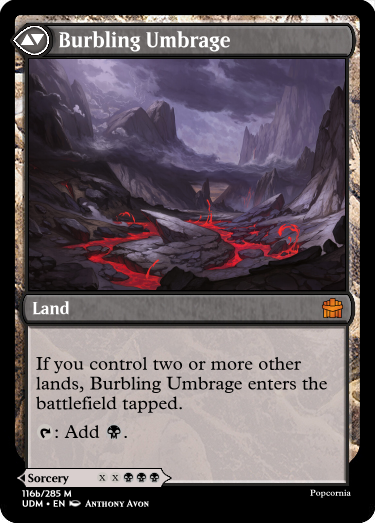 Burbling Umbrage
Land
If you control two or more other
lands, Burbling Umbrage enters the
battlefield tapped.
: Add .
Sorcery X X
116b/285 M Popcornia
UDM • EN Anthony Avon